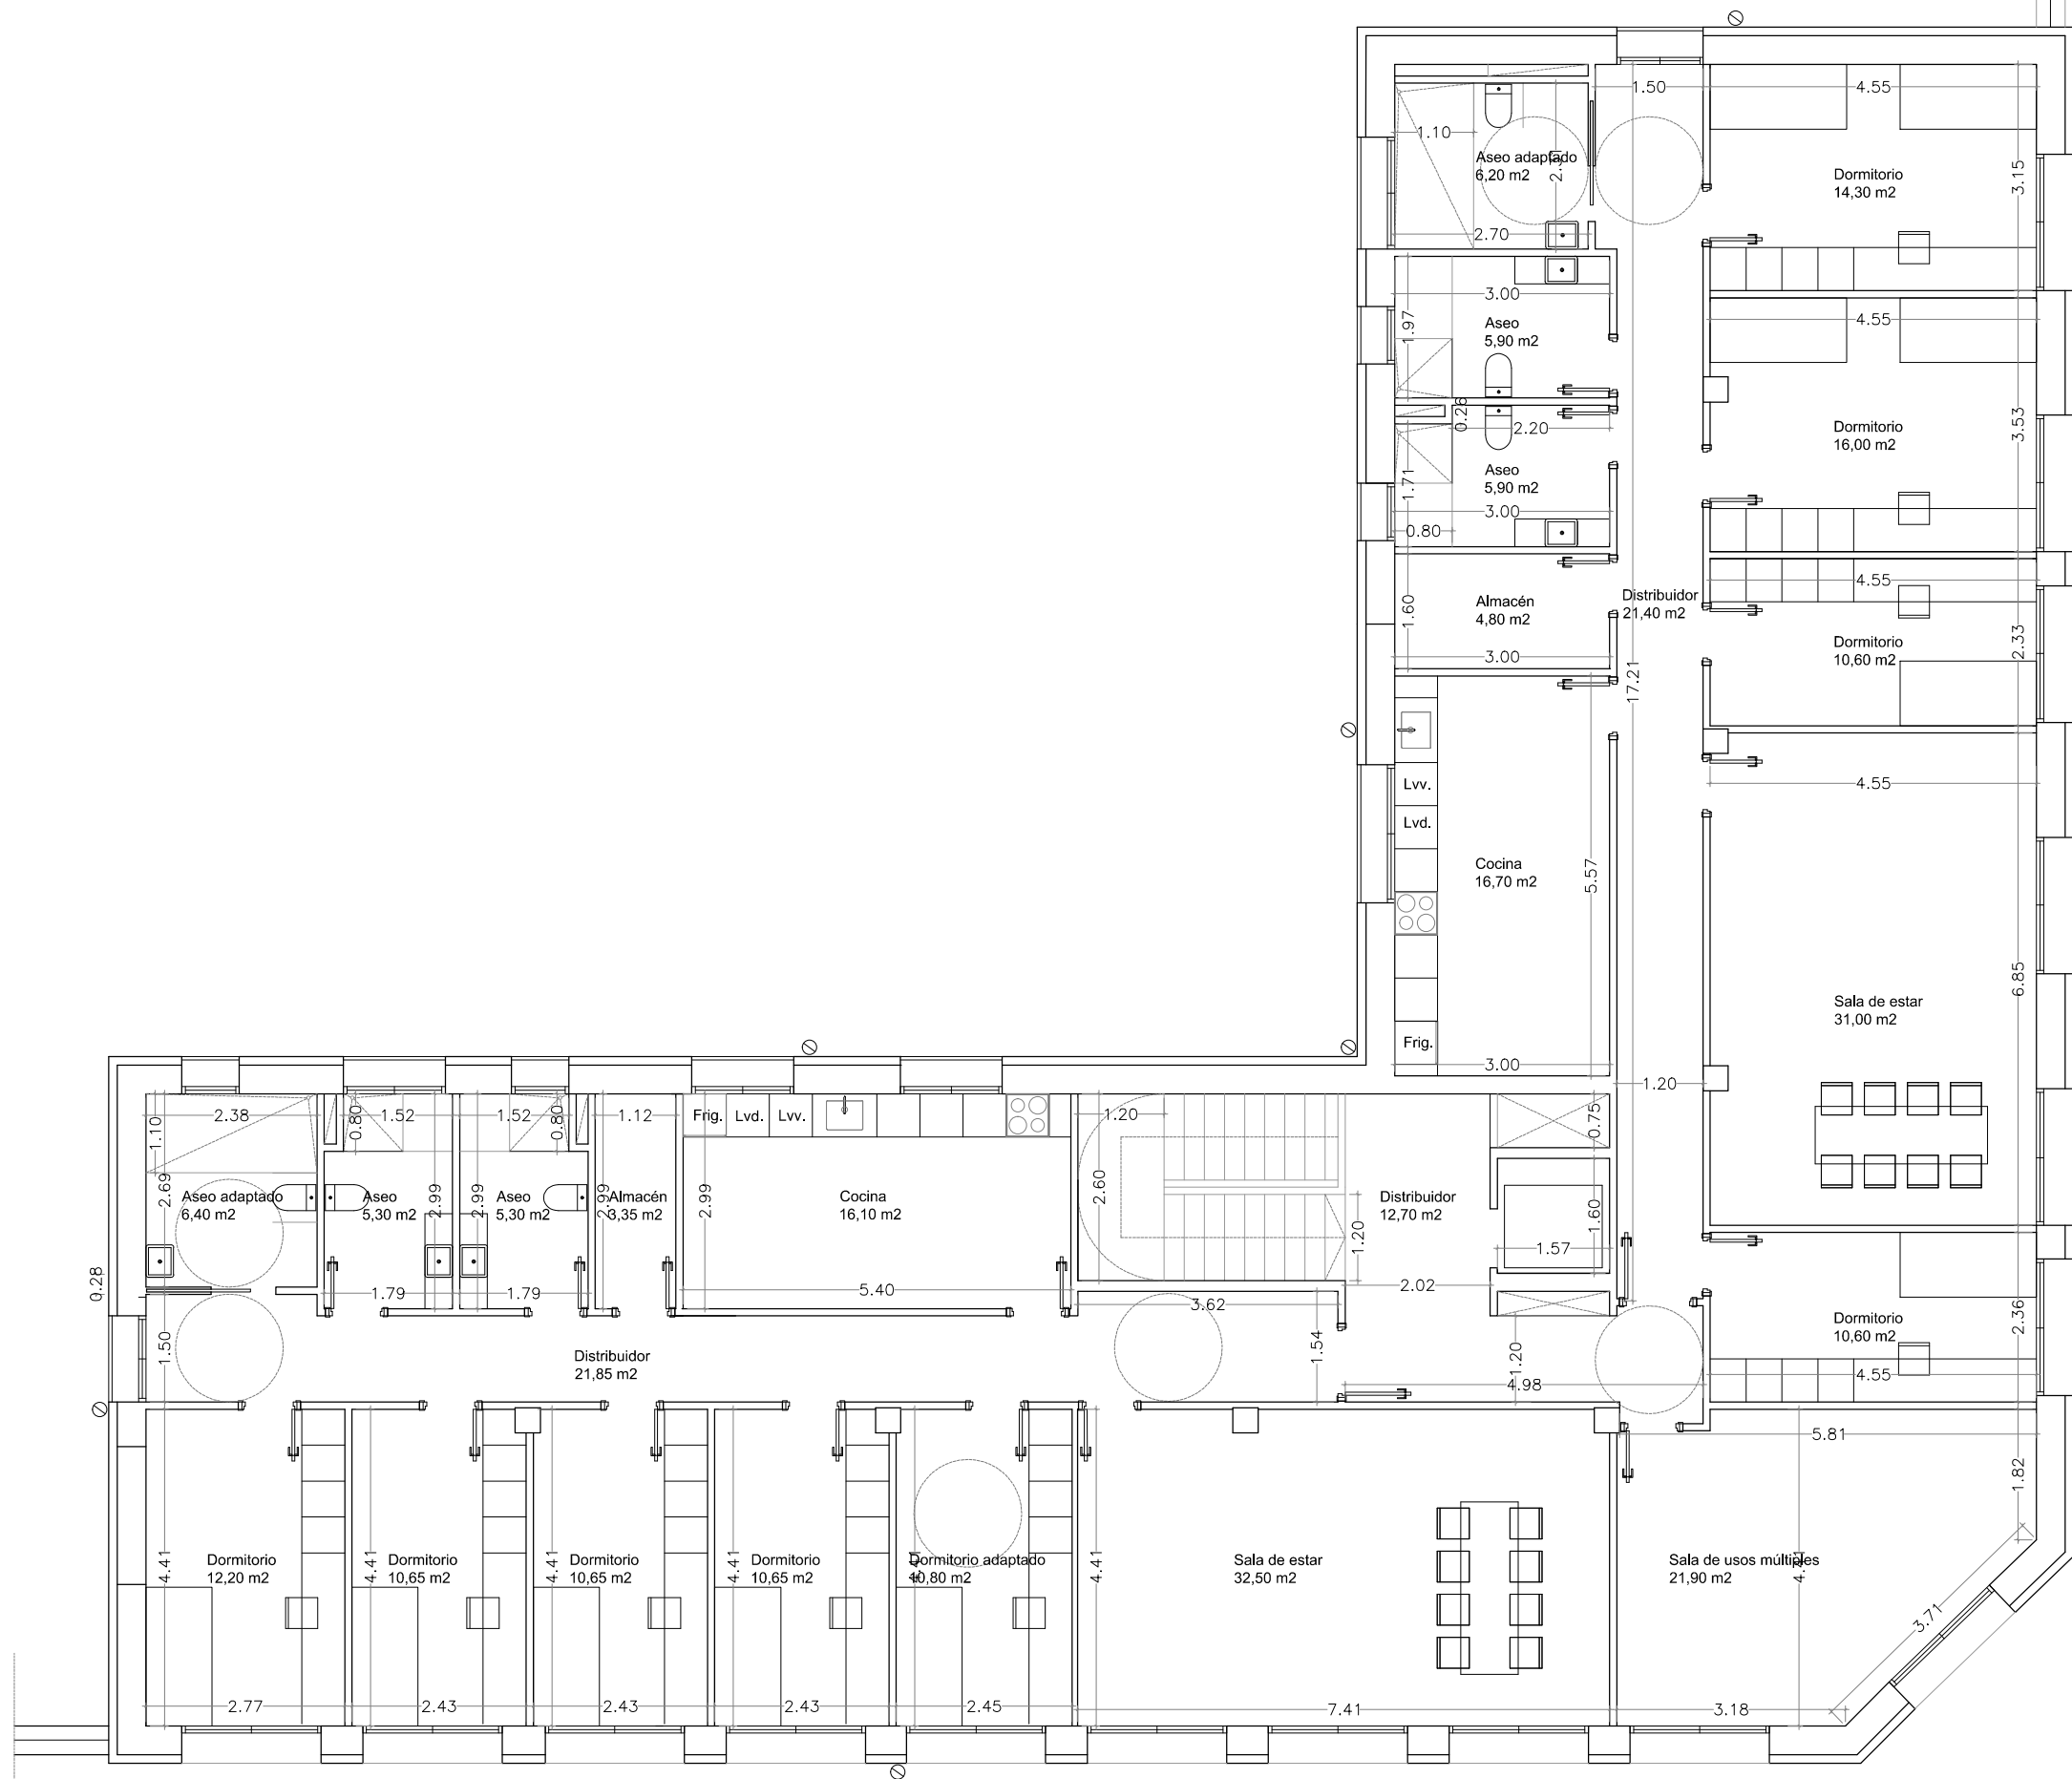 1.50
4.55
1.10
Aseo adaptado
6,20 m2
2.31
Dormitorio
14,30 m2
3.15
2.70
3.00
4.55
1.97
Aseo
5,90 m2
0.26
2.20
Dormitorio
16,00 m2
3.53
1.71
Aseo
5,90 m2
3.00
0.80
4.55
1.60
Almacén
4,80 m2
Distribuidor
21,40 m2
Dormitorio
10,60 m2
2.33
3.00
17.21
Lvv.
4.55
Lvd.
Cocina
16,70 m2
5.57
6.85
Sala de estar
31,00 m2
Frig.
3.00
1.20
2.38
1.10
0.80
1.52
1.52
0.80
1.12
Frig.
Lvd.
Lvv.
1.20
0.75
2.69
Aseo adaptado
6,40 m2
Aseo
5,30 m2
2.99
2.99
Aseo
5,30 m2
2.99
Almacén
3,35 m2
2.99
Cocina
16,10 m2
2.60
Distribuidor
12,70 m2
1.20
1.60
1.57
0.28
1.79
1.79
5.40
3.62
2.02
Dormitorio
10,60 m2
2.36
1.50
Distribuidor
21,85 m2
1.54
1.20
4.98
4.55
5.81
1.82
4.41
Dormitorio
12,20 m2
4.41
Dormitorio
10,65 m2
4.41
Dormitorio
10,65 m2
4.41
Dormitorio
10,65 m2
4.41
Dormitorio adaptado
10,80 m2
4.41
Sala de estar
32,50 m2
Sala de usos múltiples
21,90 m2
4.41
3.71
2.77
2.43
2.43
2.43
2.45
7.41
3.18